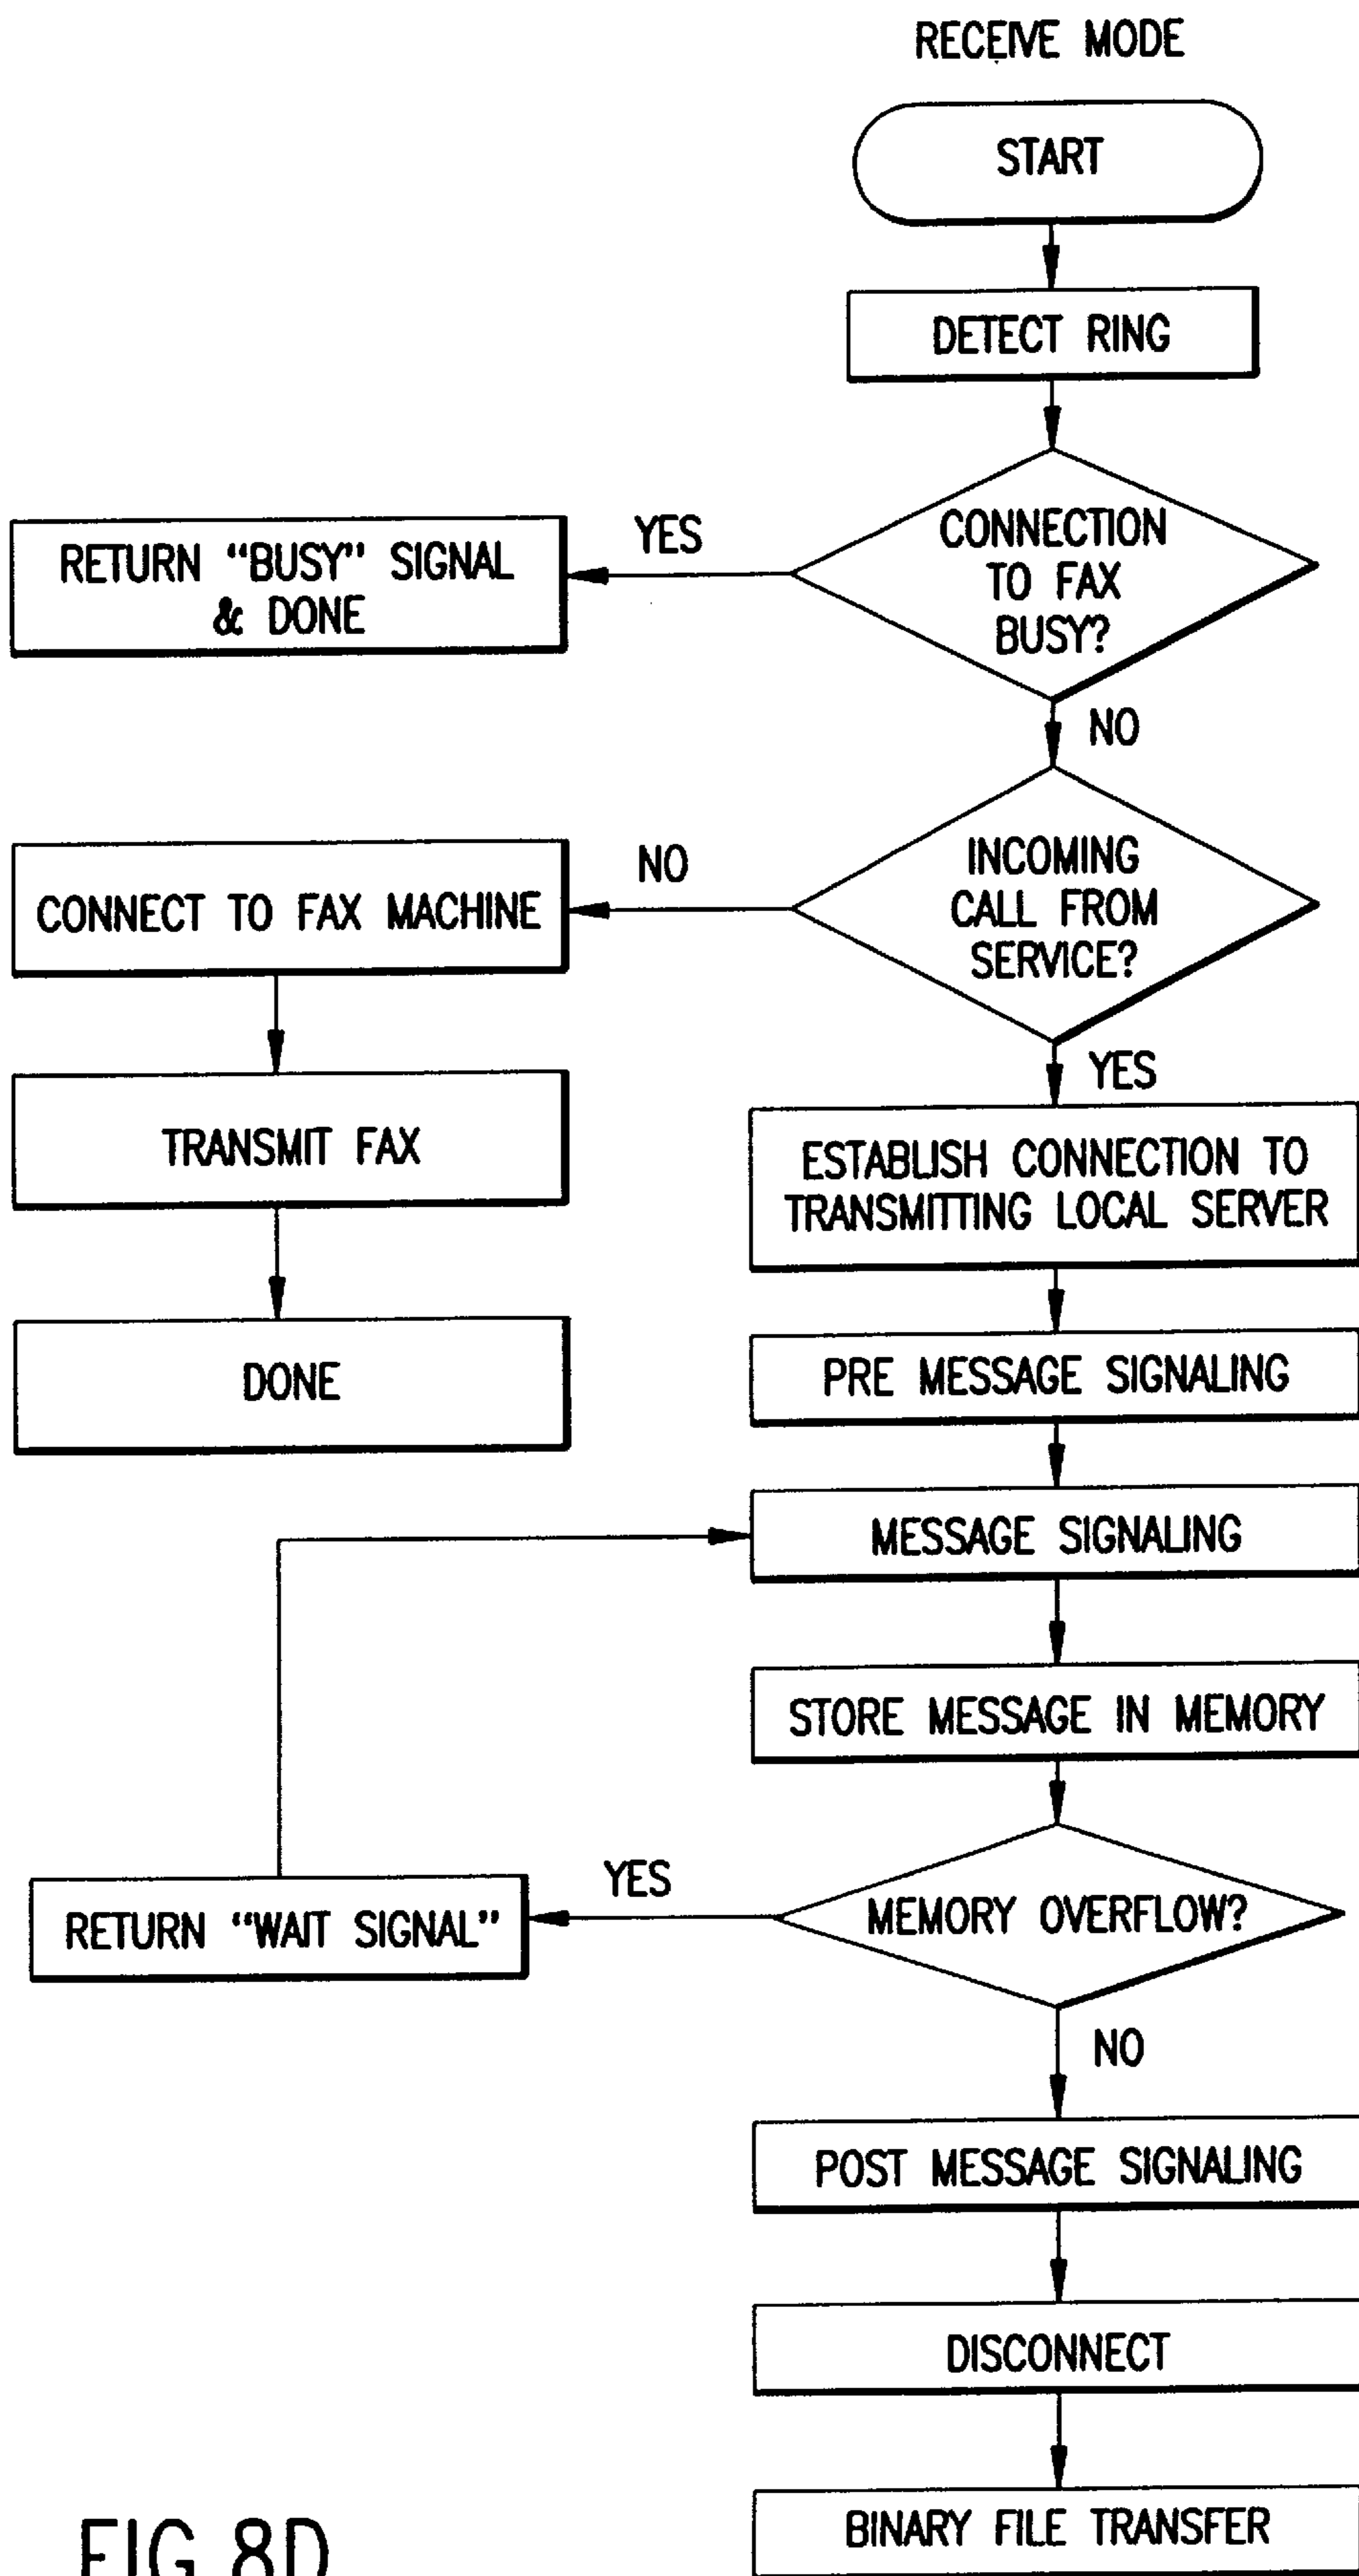 RECEIVE MODE
START
DETECT RING
CONNECTION
TO FAX
BUSY?
YES
RETURN "BUSY" SIGNAL
& DONE
NO
INCOMING
CALL FROM
SERVICE?
NO
CONNECT TO FAX MACHINE
TRANSMIT FAX
DONE
YES
ESTABLISH CONNECTION TO
TRANSMITTING LOCAL SERVER
PRE MESSAGE SIGNALING
MESSAGE SIGNALING
STORE MESSAGE IN MEMORY
MEMORY OVERFLOW?
YES
RETURN "WAIT SIGNAL"
NO
POST MESSAGE SIGNALING
DISCONNECT
BINARY FILE TRANSFER
FIG.8D